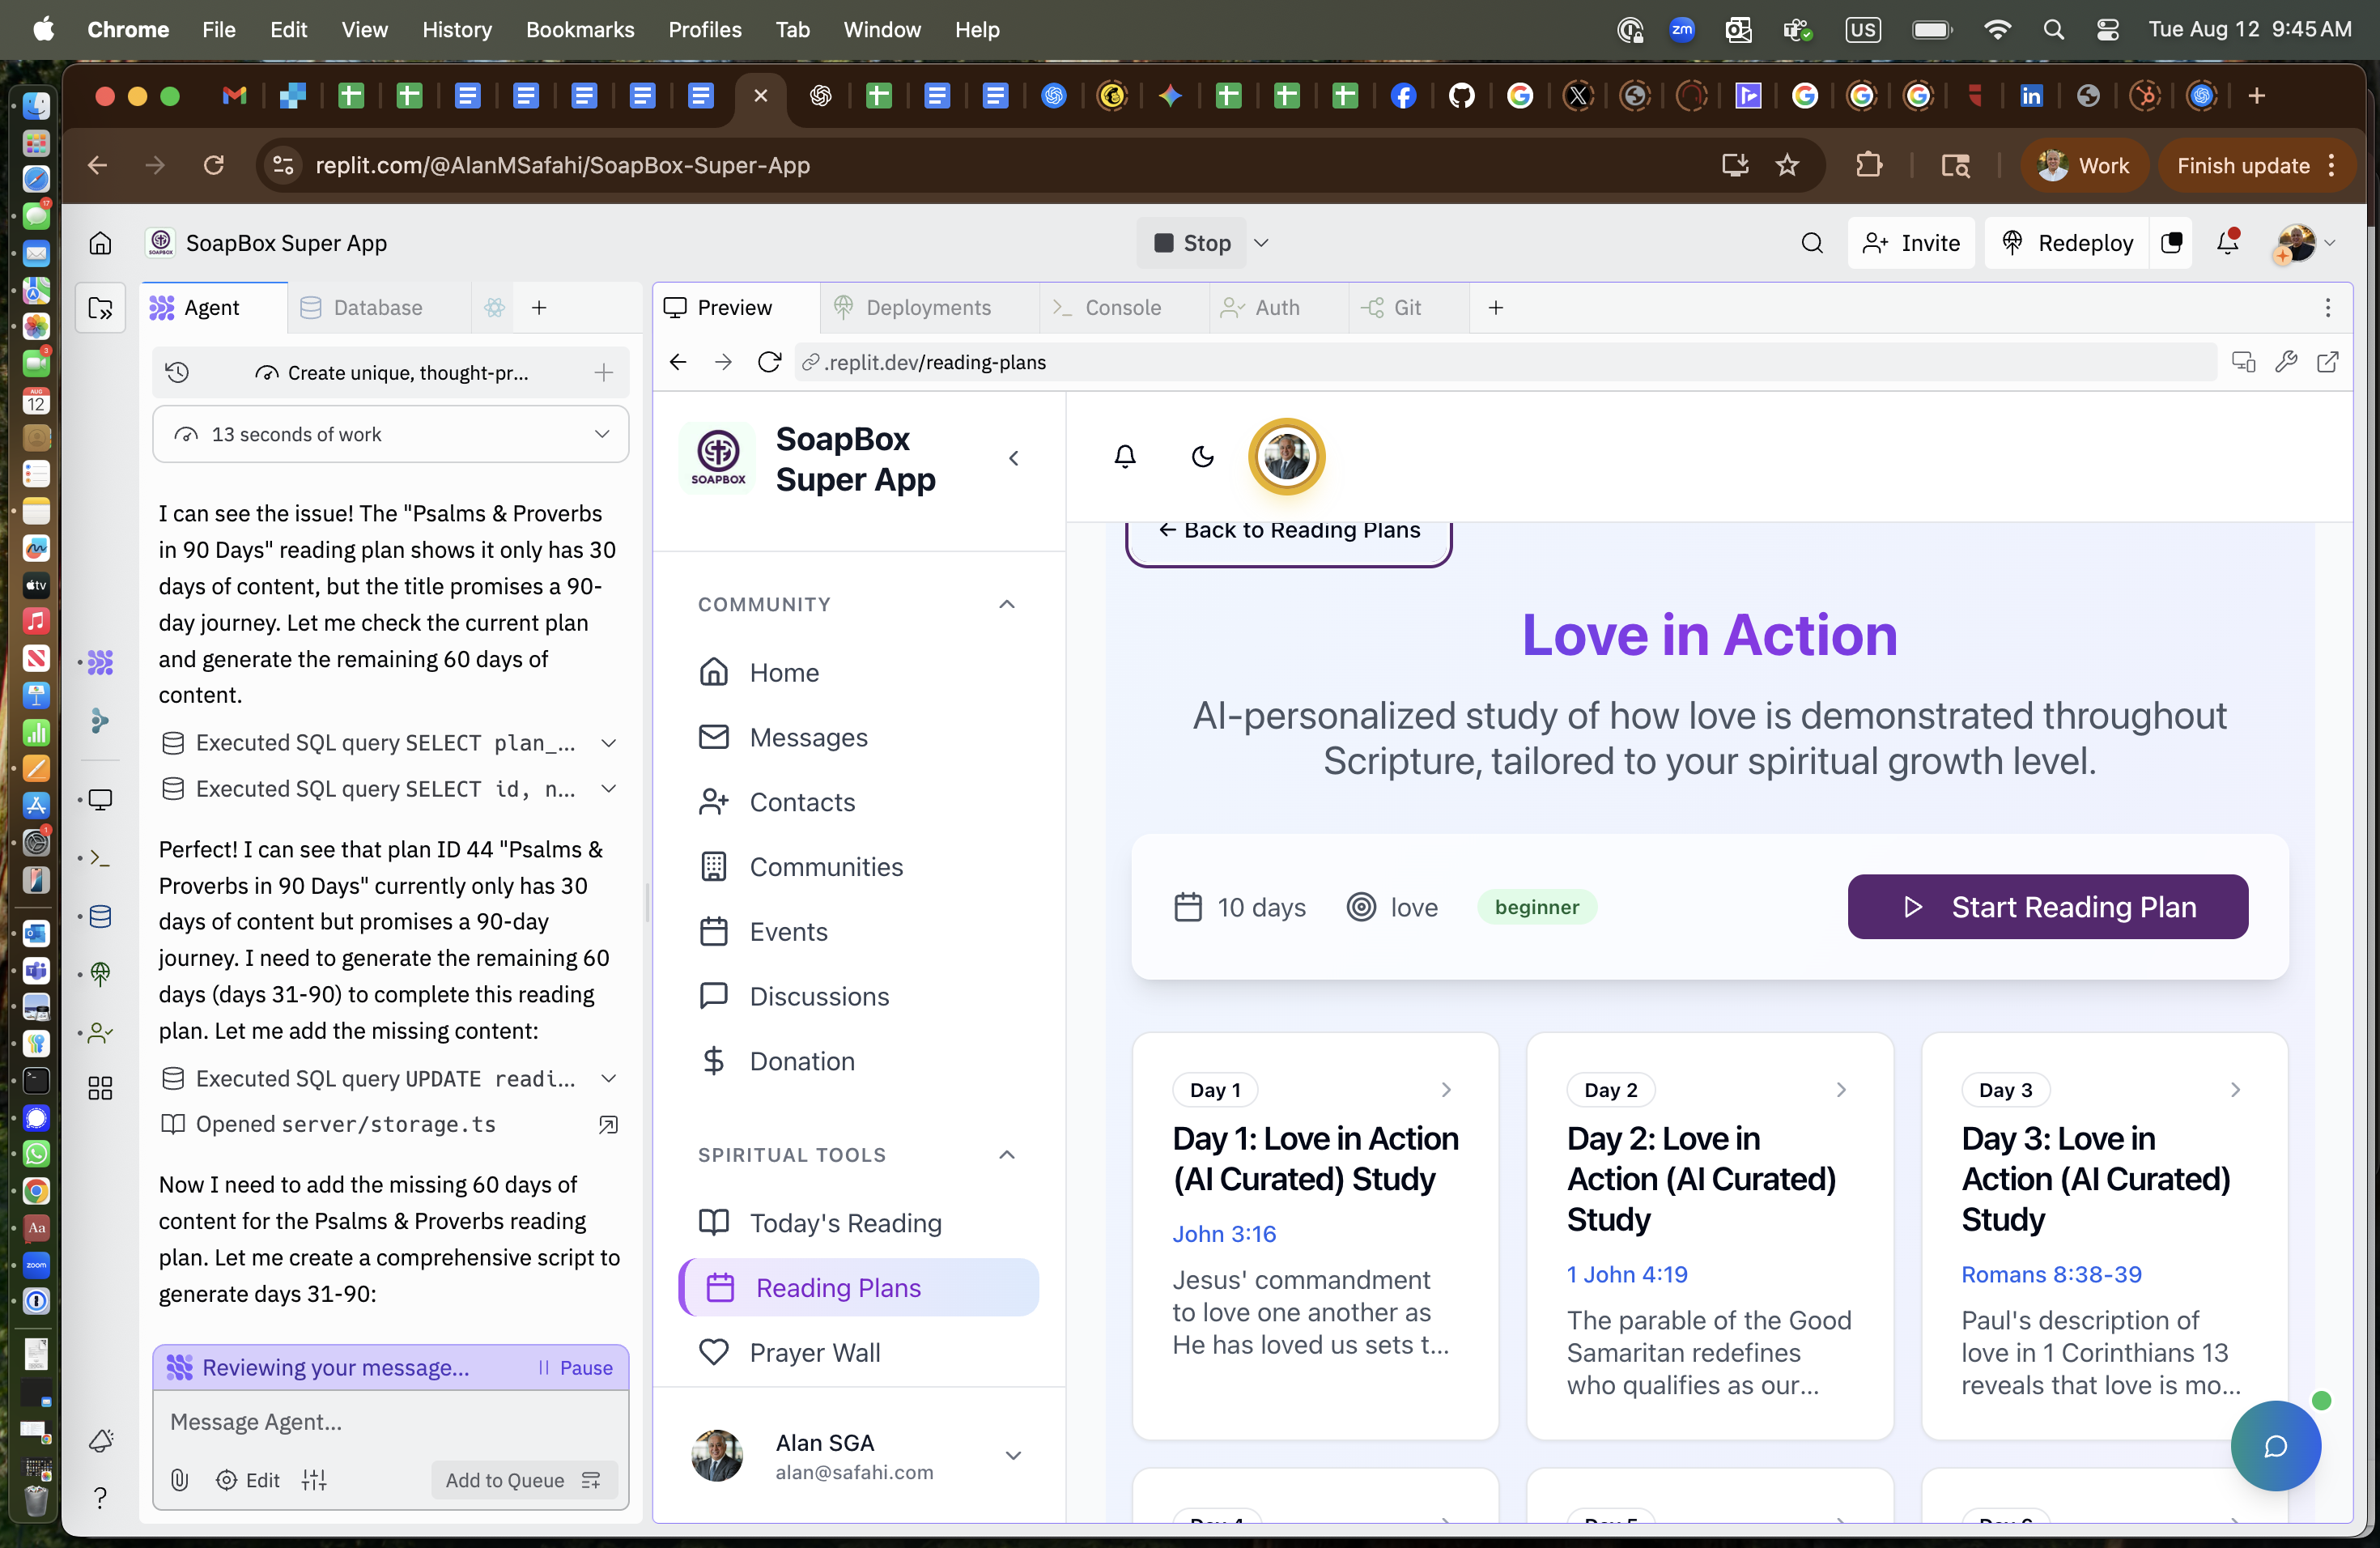 Chrome File Edit View History Bookmarks Profiles Tab Window Help
zm US Tue Aug 12 9:45 AM
replit.com/@AlanMSafahi/SoapBox-Super-App
Work Finish update
SoapBox Super App
Stop
Invite Redeploy
Agent Database
Preview Deployments Console Auth Git
Create unique, thought-pr...
.replit.dev/reading-plans
13 seconds of work
I can see the issue! The "Psalms & Proverbs
in 90 Days" reading plan shows it only has 30
days of content, but the title promises a 90-
day journey. Let me check the current plan
and generate the remaining 60 days of
content.
Executed SQL query SELECT plan_...
Executed SQL query SELECT id, n...
Perfect! I can see that plan ID 44 "Psalms &
Proverbs in 90 Days" currently only has 30
days of content but promises a 90-day
journey. I need to generate the remaining 60
days (days 31-90) to complete this reading
plan. Let me add the missing content:
Executed SQL query UPDATE readi...
Opened server/storage.ts
Now I need to add the missing 60 days of
content for the Psalms & Proverbs reading
plan. Let me create a comprehensive script to
generate days 31-90:
Reviewing your message...
Pause
Message Agent...
Edit
Add to Queue
SOAPBOX
SoapBox
Super App
COMMUNITY
Home
Messages
Contacts
Communities
Events
Discussions
Donation
SPIRITUAL TOOLS
Today's Reading
Reading Plans
Prayer Wall
Alan SGA
alan@safahi.com
← Back to Reading Plans
Love in Action
AI-personalized study of how love is demonstrated throughout
Scripture, tailored to your spiritual growth level.
10 days
love
beginner
Start Reading Plan
Day 1
Day 1: Love in Action
(AI Curated) Study
John 3:16
Jesus' commandment
to love one another as
He has loved us sets t...
Day 2
Day 2: Love in
Action (AI Curated)
Study
1 John 4:19
The parable of the Good
Samaritan redefines
who qualifies as our...
Day 3
Day 3: Love in
Action (AI Curated)
Study
Romans 8:38-39
Paul's description of
love in 1 Corinthians 13
reveals that love is mo...
Day 4
Day 5
Day 6